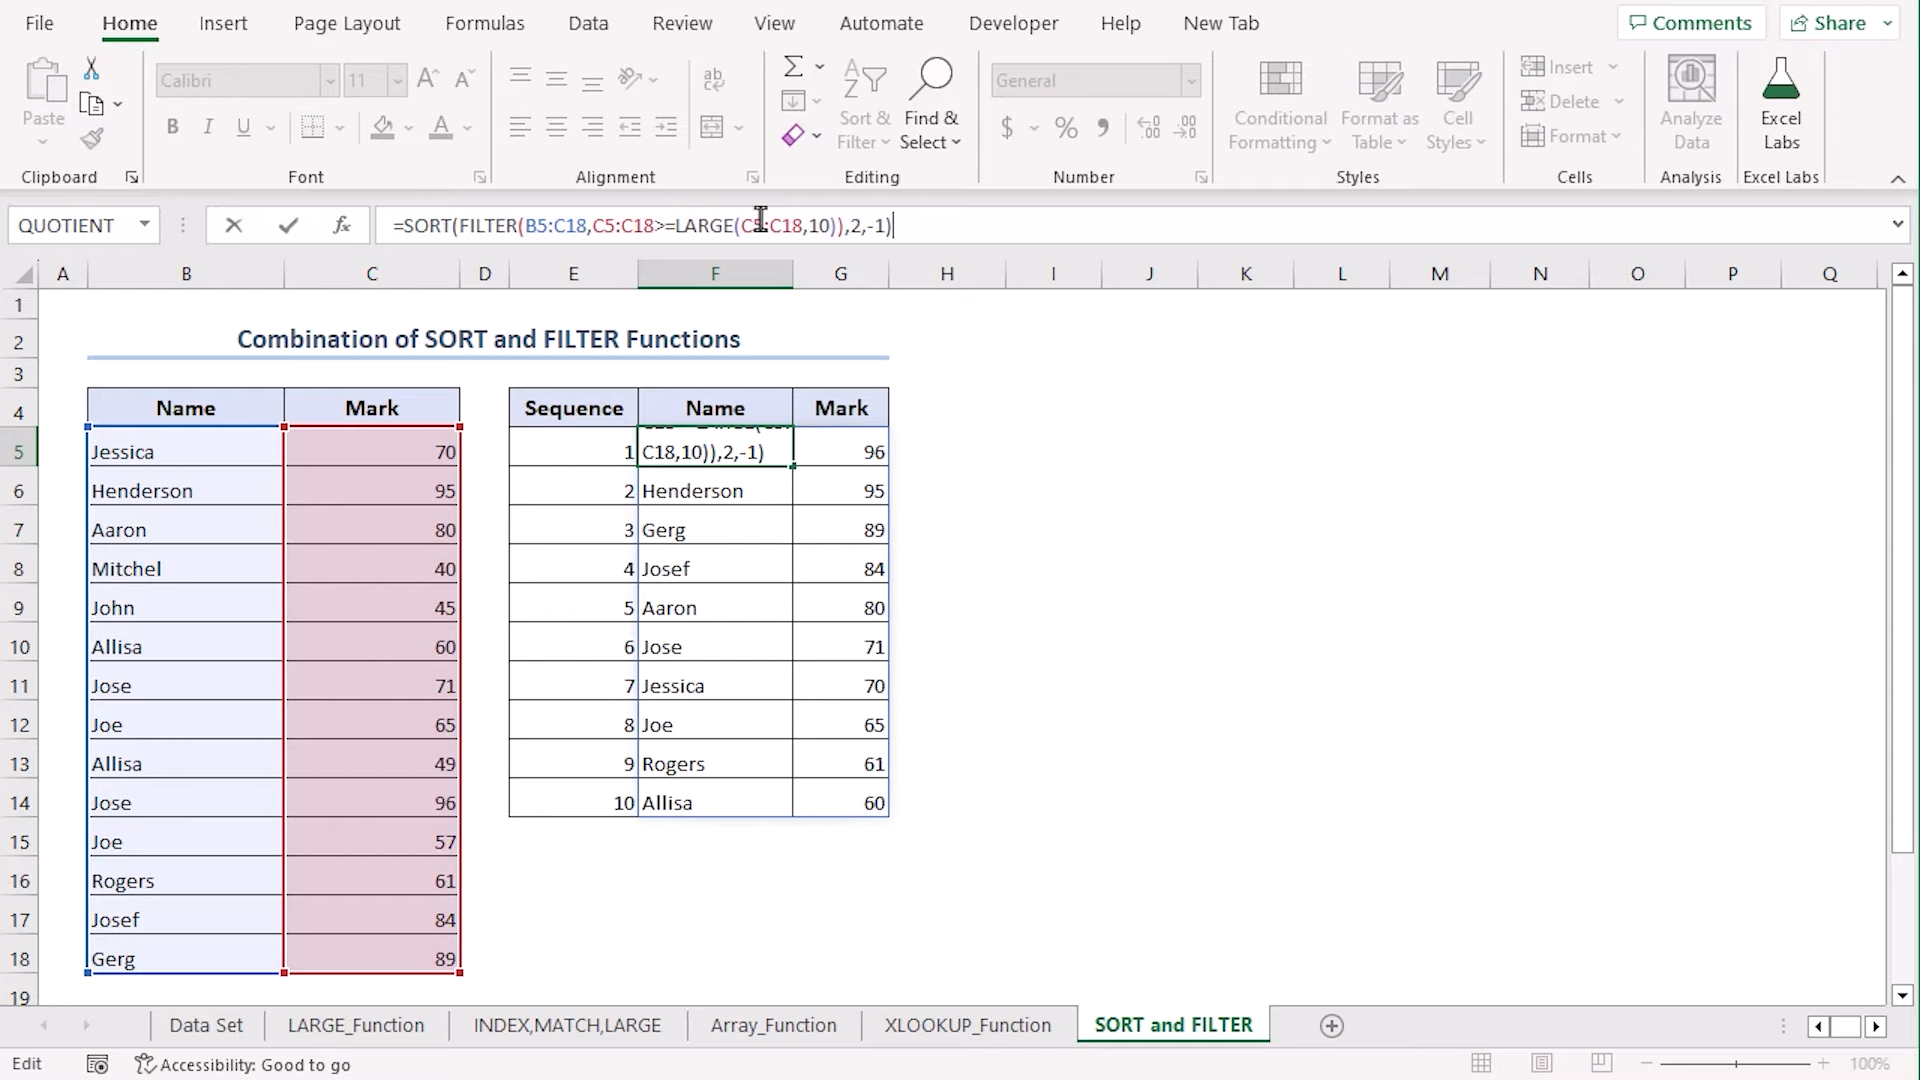 File Home Insert Page Layout Formulas Data Review View Automate Developer Help New Tab Comments Share
Calibri 11 General Insert
Paste Sort & Find & Conditional Format as Cell Delete Analyze Excel
B I U Filter Select $ % Formatting Table Styles Format Data Labs
Clipboard Font Alignment Editing Number Styles Cells Analysis Excel Labs
QUOTIENT =SORT(FILTER(B5:C18,C5:C18>=LARGE(C5:C18,10)),2,-1)
A B C D E F G H I J K L M N O P Q
1
2 Combination of SORT and FILTER Functions
3
4 Name Mark Sequence Name Mark
5 Jessica 70 1 C18,10)),2,-1) 96
6 Henderson 95 2 Henderson 95
7 Aaron 80 3 Gerg 89
8 Mitchel 40 4 Josef 84
9 John 45 5 Aaron 80
10 Allisa 60 6 Jose 71
11 Jose 71 7 Jessica 70
12 Joe 65 8 Joe 65
13 Allisa 49 9 Rogers 61
14 Jose 96 10 Allisa 60
15 Joe 57
16 Rogers 61
17 Josef 84
18 Gerg 89
19
Data Set LARGE_Function INDEX,MATCH,LARGE Array_Function XLOOKUP_Function SORT and FILTER
Edit Accessibility: Good to go 100%